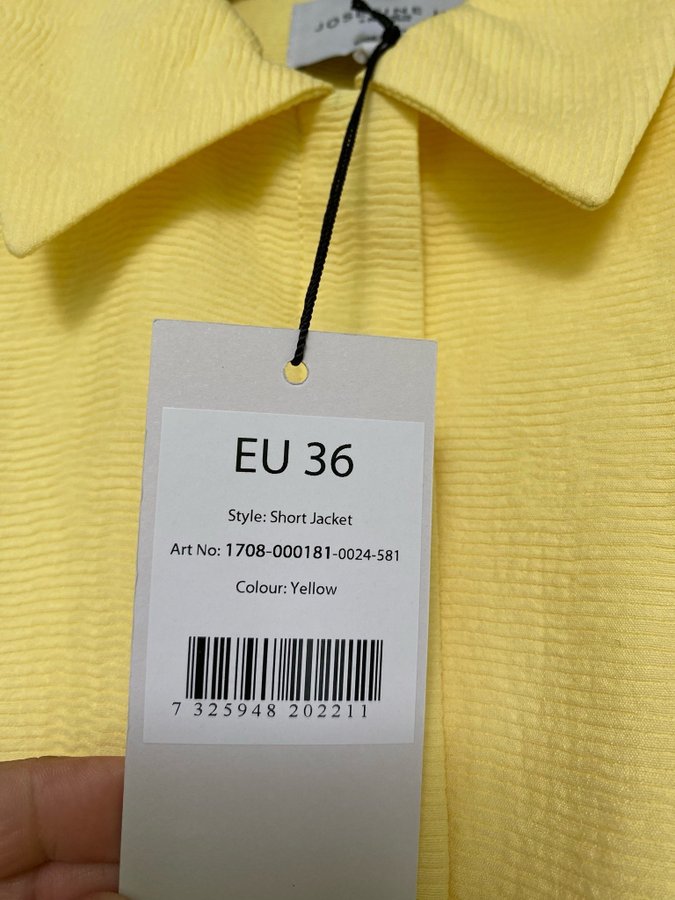 EU 36
Style: Short Jacket
Art No: 1708-000181-0024-581
Colour: Yellow
7 325948 202211